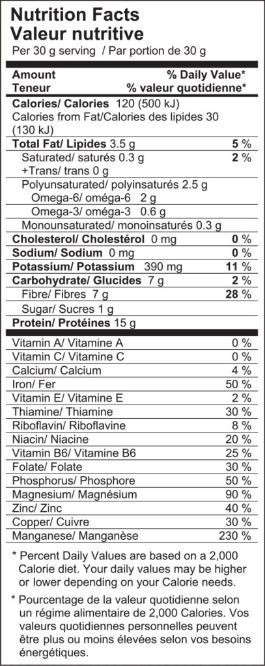 Nutrition Facts
Valeur nutritive
Per 30 g serving / Par portion de 30 g
Amount % Daily Value*
Teneur % valeur quotidienne*
Calories/ Calories 120 (500 kJ)
Calories from Fat/Calories des lipides 30
(130 kJ)
Total Fat/ Lipides 3.5 g 5 %
Saturated/ saturés 0.3 g 2 %
+Trans/ trans 0 g
Polyunsaturated/ polyinsaturés 2.5 g
Omega-6/ oméga-6 2 g
Omega-3/ oméga-3 0.6 g
Monounsaturated/ monoinsaturés 0.3 g
Cholesterol/ Cholestérol 0 mg 0 %
Sodium/ Sodium 0 mg 0 %
Potassium/ Potassium 390 mg 11 %
Carbohydrate/ Glucides 7 g 2 %
Fibre/ Fibres 7 g 28 %
Sugar/ Sucres 1 g
Protein/ Protéines 15 g
Vitamin A/ Vitamine A 0 %
Vitamin C/ Vitamine C 0 %
Calcium/ Calcium 4 %
Iron/ Fer 50 %
Vitamin E/ Vitamine E 2 %
Thiamine/ Thiamine 30 %
Riboflavin/ Riboflavine 8 %
Niacin/ Niacine 20 %
Vitamin B6/ Vitamine B6 25 %
Folate/ Folate 30 %
Phosphorus/ Phosphore 50 %
Magnesium/ Magnésium 90 %
Zinc/ Zinc 40 %
Copper/ Cuivre 30 %
Manganese/ Manganèse 230 %
* Percent Daily Values are based on a 2,000
Calorie diet. Your daily values may be higher
or lower depending on your Calorie needs.
* Pourcentage de la valeur quotidienne selon
un régime alimentaire de 2,000 Calories. Vos
valeurs quotidiennes personnelles peuvent
être plus ou moins élevées selon vos besoins
énergétiques.